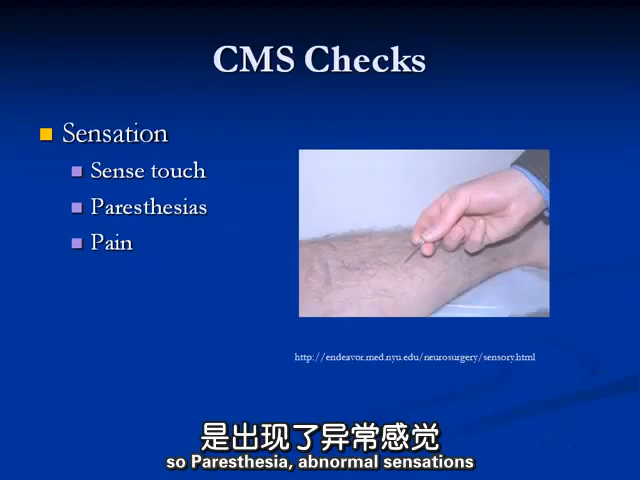 CMS Checks
Sensation
Sense touch
Paresthesias
Pain
http://endeavor.med.nyu.edu/neurosurgery/sensory.html
是出现了异常感觉
so Paresthesia, abnormal sensations